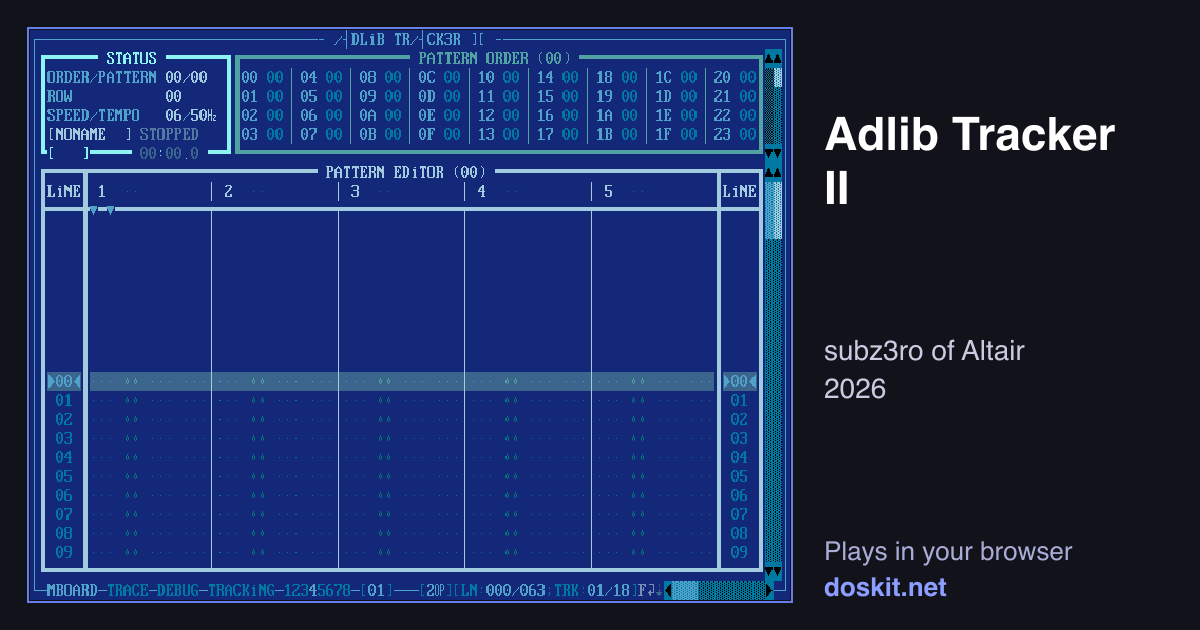 /┤DLiB TR/┤CK3R ][
STATUS
ORDER/PATTERN 00/00
ROW 00
SPEED/TEMPO 06/50Hz
[NONAME ] STOPPED
[ ] 00:00.0
PATTERN ORDER (00)
00 00 04 00 08 00 0C 00 10 00 14 00 18 00 1C 00 20 00
01 00 05 00 09 00 0D 00 11 00 15 00 19 00 1D 00 21 00
02 00 06 00 0A 00 0E 00 12 00 16 00 1A 00 1E 00 22 00
03 00 07 00 0B 00 0F 00 13 00 17 00 1B 00 1F 00 23 00
PATTERN EDiTOR (00)
LiNE 1 2 3 4 5 LiNE
00 00
01 01
02 02
03 03
04 04
05 05
06 06
07 07
08 08
09 09
MBOARD-TRACE-DEBUG-TRACKiNG-12345678-[01]--[20P][LN:000/063;TRK:01/18]
Adlib Tracker
II
subz3ro of Altair
2026
Plays in your browser
doskit.net